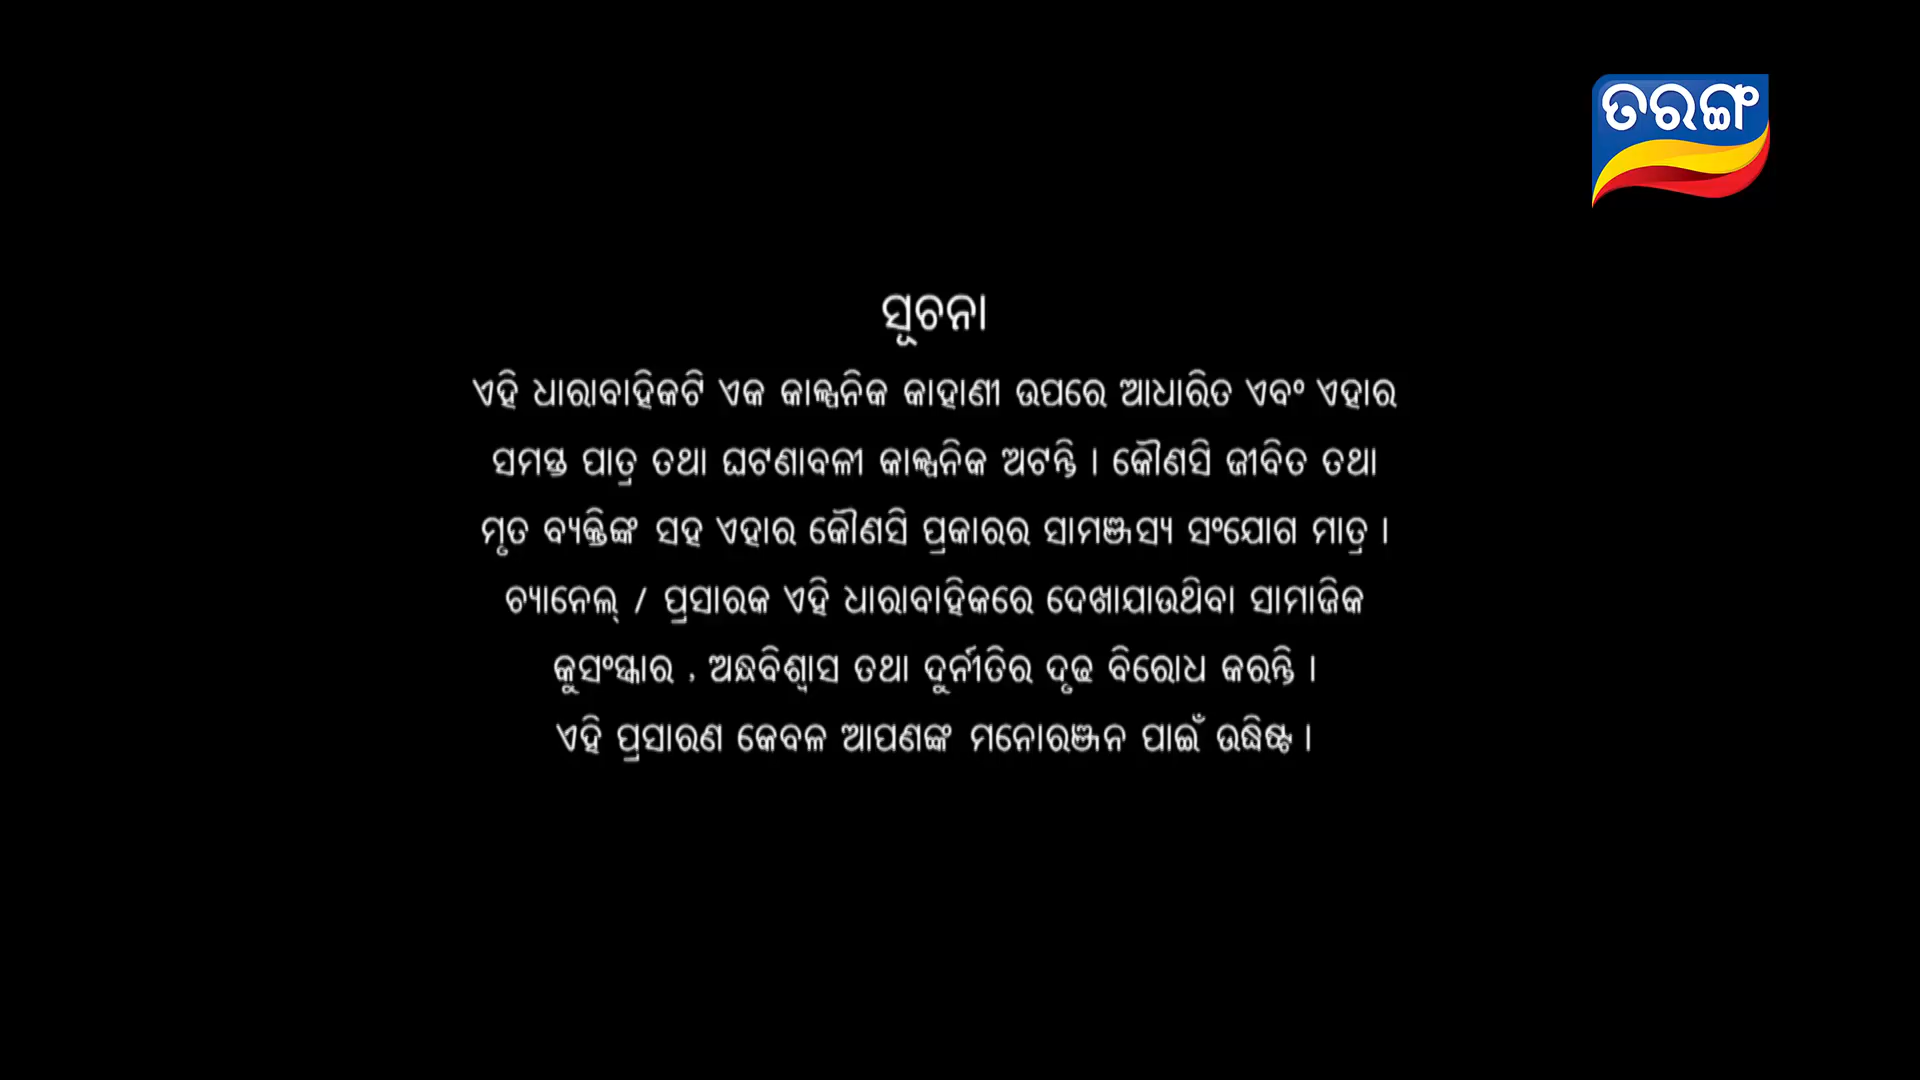 ତରଙ୍ଗ
ସୂଚନା
ଏହି ଧାରାବାହିକଟି ଏକ କାଳ୍ପନିକ କାହାଣୀ ଉପରେ ଆଧାରିତ ଏବଂ ଏହାର
ସମସ୍ତ ପାତ୍ର ତଥା ଘଟଣାବଳୀ କାଳ୍ପନିକ ଅଟନ୍ତି । କୌଣସି ଜୀବିତ ତଥା
ମୃତ ବ୍ୟକ୍ତିଙ୍କ ସହ ଏହାର କୌଣସି ପ୍ରକାରର ସାମଞ୍ଜସ୍ୟ ସଂଯୋଗ ମାତ୍ର ।
ଚ୍ୟାନେଲ୍ / ପ୍ରସାରକ ଏହି ଧାରାବାହିକରେ ଦେଖାଯାଉଥିବା ସାମାଜିକ
କୁସଂସ୍କାର , ଅନ୍ଧବିଶ୍ୱାସ ତଥା ଦୁର୍ନୀତିର ଦୃଢ ବିରୋଧ କରନ୍ତି ।
ଏହି ପ୍ରସାରଣ କେବଳ ଆପଣଙ୍କ ମନୋରଞ୍ଜନ ପାଇଁ ଉଦ୍ଧିଷ୍ଟ ।